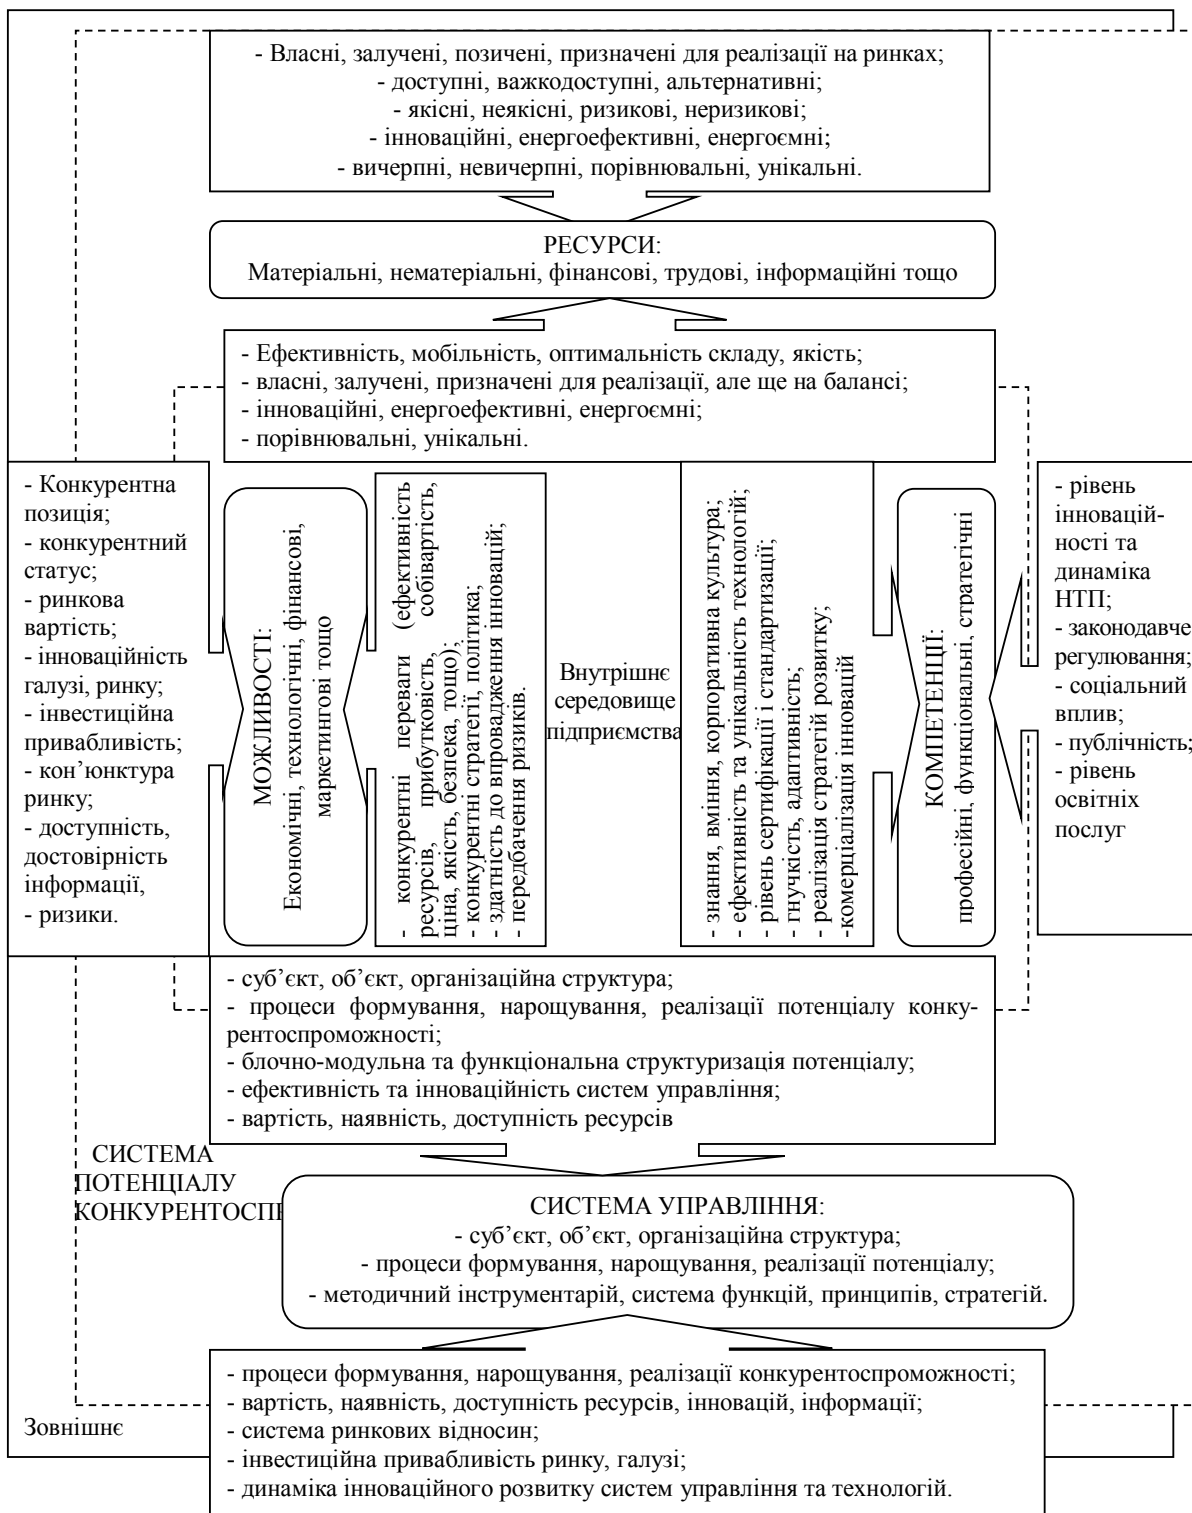 - Власні, залучені, позичені, призначені для реалізації на ринках;
- доступні, важкодоступні, альтернативні;
- якісні, неякісні, ризикові, неризикові;
- інноваційні, енергоефективні, енергоємні;
- вичерпні, невичерпні, порівнювальні, унікальні.
РЕСУРСИ:
Матеріальні, нематеріальні, фінансові, трудові, інформаційні тощо
- Ефективність, мобільність, оптимальність складу, якість;
- власні, залучені, призначені для реалізації, але ще на балансі;
- інноваційні, енергоефективні, енергоємні;
- порівнювальні, унікальні.
- Конкурентна
позиція;
- конкурентний
статус;
- ринкова
вартість;
- інноваційність
галузі, ринку;
- інвестиційна
привабливість;
- кон’юнктура
ринку;
- доступність,
достовірність
інформації,
- ризики.
МОЖЛИВОСТІ:
Економічні, технологічні, фінансові,
маркетингові тощо
- конкурентні переваги (ефективність
ресурсів, прибутковість, собівартість,
ціна, якість, безпека, тощо);
- конкурентні стратегії, політика;
- здатність до впровадження інновацій;
- передбачення ризиків.
Внутрішнє
середовище
підприємства
- знання, вміння, корпоративна культура;
- ефективність та унікальність технологій;
- рівень сертифікації і стандартизації;
- гнучкість, адаптивність,
- реалізація стратегій розвитку;
- комерціалізація інновацій
КОМПЕТЕНЦІЇ:
професійні, функціональні, стратегічні
- рівень
інновацій-
ності та
динаміка
НТП;
- законодавче
регулювання;
- соціальний
вплив;
- публічність;
- рівень
освітніх
послуг
- суб’єкт, об’єкт, організаційна структура;
- процеси формування, нарощування, реалізації потенціалу конку-
рентоспроможності;
- блочно-модульна та функціональна структуризація потенціалу;
- ефективність та інноваційність систем управління;
- вартість, наявність, доступність ресурсів
СИСТЕМА
ПОТЕНЦІАЛУ
КОНКУРЕНТОСПР
СИСТЕМА УПРАВЛІННЯ:
- суб’єкт, об’єкт, організаційна структура;
- процеси формування, нарощування, реалізації потенціалу;
- методичний інструментарій, система функцій, принципів, стратегій.
- процеси формування, нарощування, реалізації конкурентоспроможності;
- вартість, наявність, доступність ресурсів, інновацій, інформації;
- система ринкових відносин;
- інвестиційна привабливість ринку, галузі;
- динаміка інноваційного розвитку систем управління та технологій.
Зовнішнє